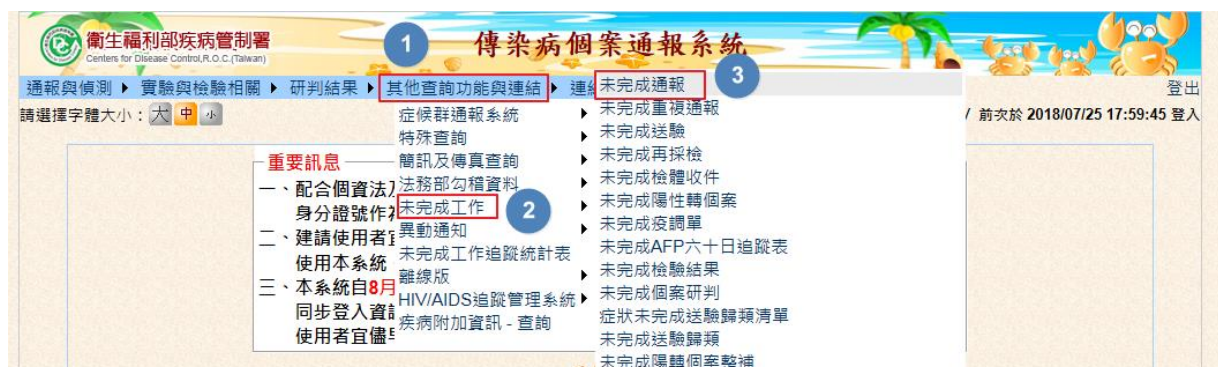 衛生福利部疾病管制署
Centers for Disease Control,R.O.C.(Taiwan)
傳染病個案通報系統
1
3
通報與偵測 實驗與檢驗相關 研判結果 其他查詢功能與連結 連
登出
請選擇字體大小：大 中 小
/ 前次於 2018/07/25 17:59:45 登入
症候群通報系統
特殊查詢
簡訊及傳真查詢
法務部勾稽資料
未完成工作
2
異動通知
未完成工作追蹤統計表
離線版
HIV/AIDS追蹤管理系統
疾病附加資訊 - 查詢
未完成通報
未完成重複通報
未完成送驗
未完成再採檢
未完成檢體收件
未完成陽性轉個案
未完成疫調單
未完成AFP六十日追蹤表
未完成檢驗結果
未完成個案研判
症狀未完成送驗歸類清單
未完成送驗歸類
未完成陽轉個案整補
重要訊息
一、配合個資法
身分證號作
二、建請使用者
使用本系統
三、本系統自8月
同步登入資
使用者宜儘